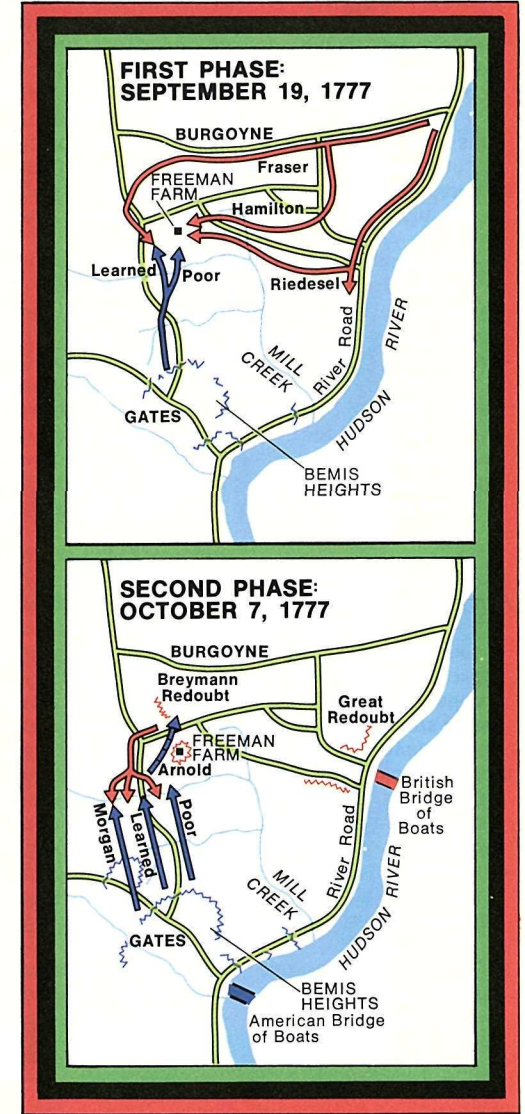 FIRST PHASE:
SEPTEMBER 19, 1777
BURGOYNE
Fraser
FREEMAN
FARM
Hamilton
Learned
Poor
Riedesel
River Road
HUDSON RIVER
MILL
CREEK
GATES
BEMIS
HEIGHTS
SECOND PHASE:
OCTOBER 7, 1777
BURGOYNE
Breymann
Redoubt
Great
Redoubt
FREEMAN
FARM
Arnold
British
Bridge
of
Boats
Morgan
Learned
Poor
River Road
HUDSON RIVER
MILL
CREEK
GATES
BEMIS
HEIGHTS
American Bridge
of Boats